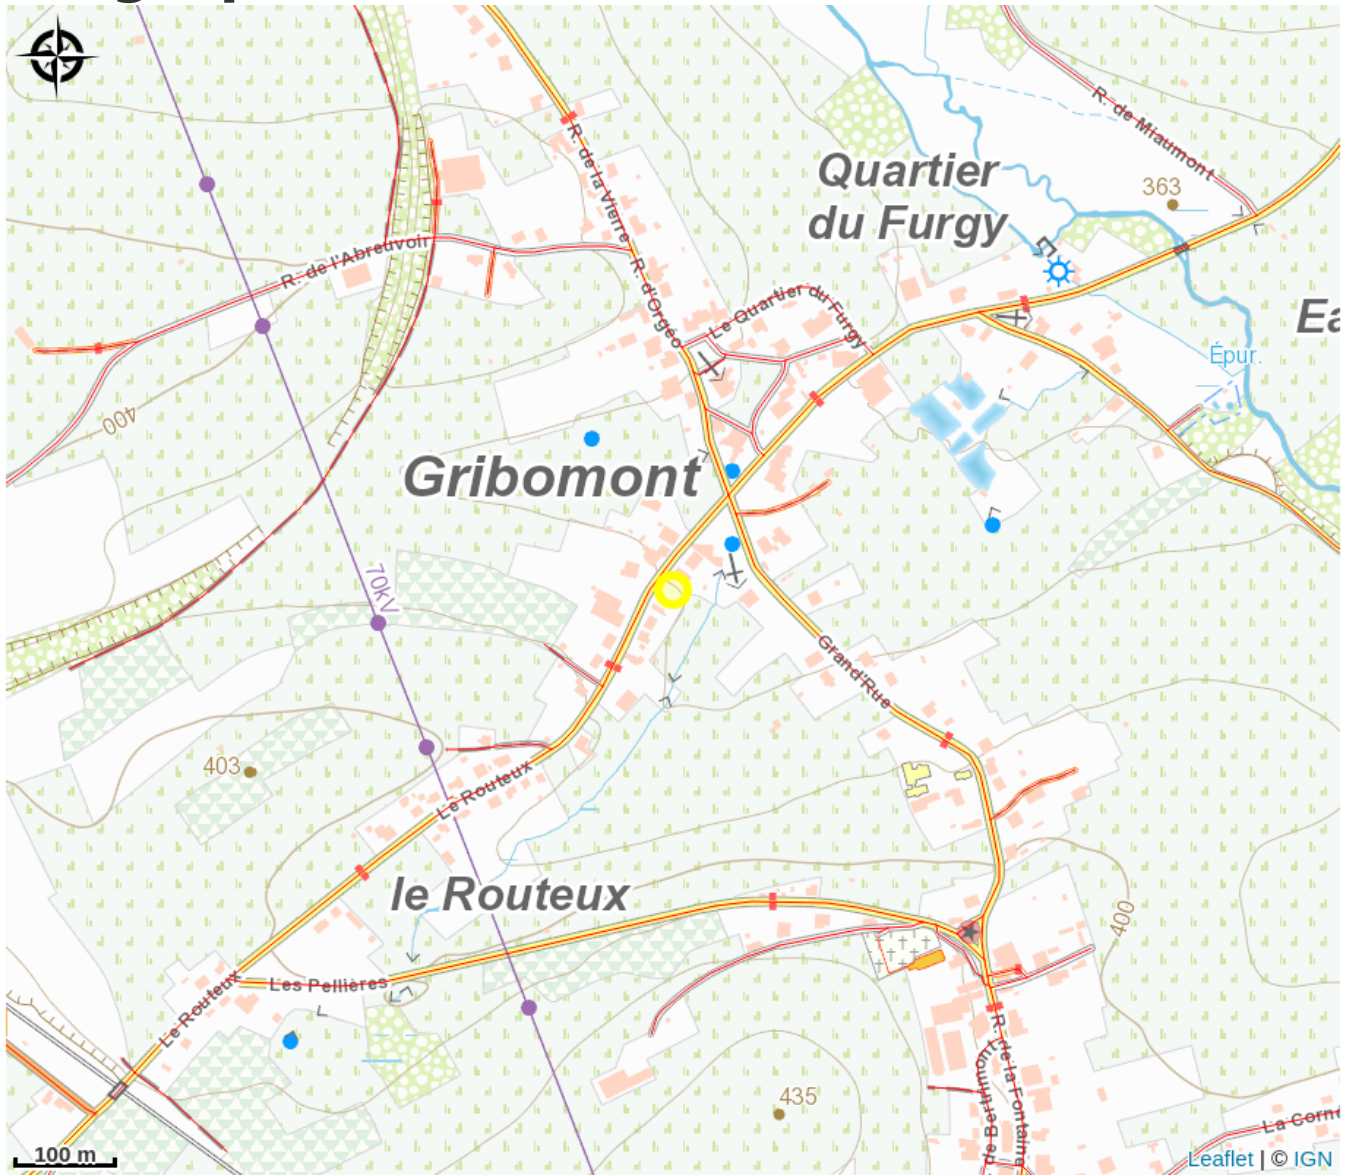 R. de la Vierre
R. de Miaumont
Quartier
du Furgy
363
R. de l'Abreuvoir
R. d'Orgéo
Le Quartier du Furgy
Épur.
400
Gribomont
70kV
Grand'Rue
403
Le Routeux
le Routeux
400
Les Pellières
Le Routeux
R. de la Fontaine
de Beaumont
435
La Corne
100 m
Leaflet | © IGN